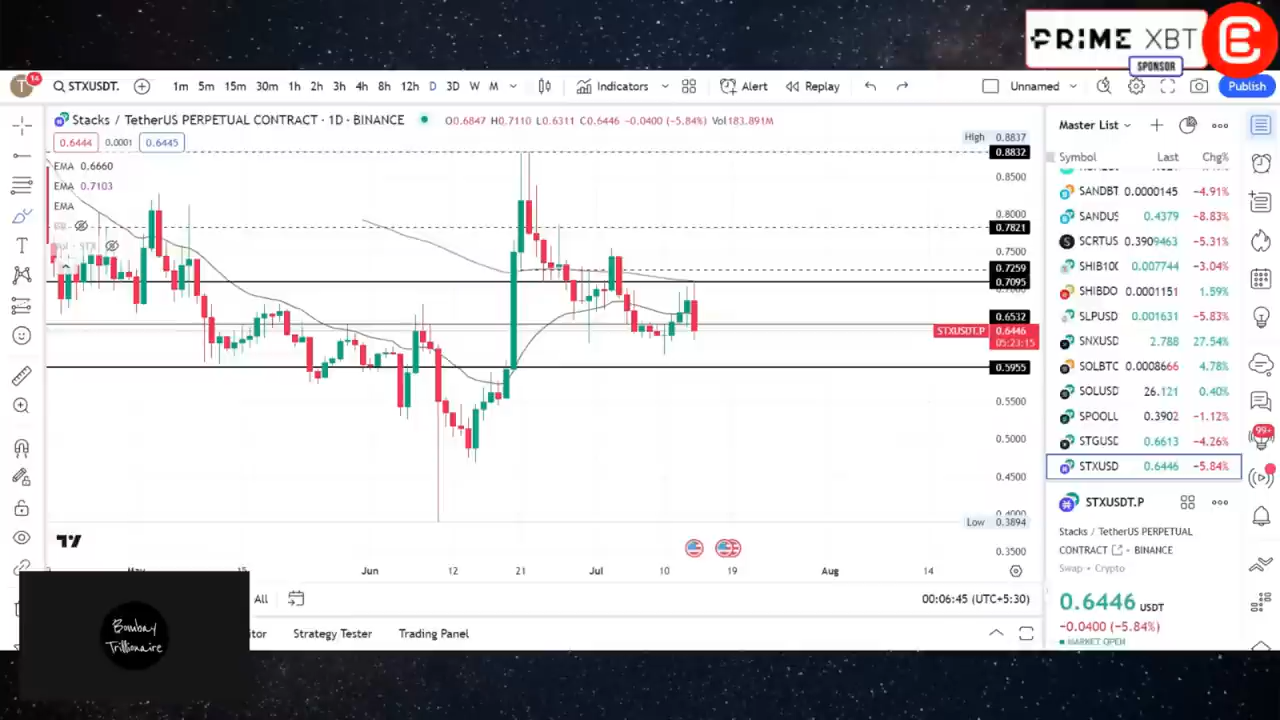 PRIME XBT
SPONSOR
T 14 STXUSDT. 1m 5m 15m 30m 1h 2h 3h 4h 8h 12h D 3D W M Indicators Alert Replay Unnamed Publish
Stacks / TetherUS PERPETUAL CONTRACT · 1D · BINANCE O0.6847 H0.7110 L0.6311 0.6446 −0.0400 (−5.84%) Vol183.891M
0.6444 0.0001 0.6445
EMA 0.6660
EMA 0.7103
EMA
High 0.8837
0.8832
0.8500
0.8000
0.7821
0.7500
0.7259
0.7095
0.6532
STXUSDT.P 0.6446
05:23:15
0.5955
0.5500
0.5000
0.4500
Low 0.3894
0.3500
Jun 12 21 Jul 10 19 Aug 14
All 00:06:45 (UTC+5:30)
Strategy Tester Trading Panel
Bombay
Trillionaire
Master List
Symbol Last Chg%
SANDBT 0.0000145 −4.91%
SANDUS 0.4379 −8.83%
SCRTUS 0.3909463 −5.31%
SHIB10 0.007744 −3.04%
SHIBDO 0.0001151 1.59%
SLPUSD 0.001631 −5.83%
SNXUSD 2.788 27.54%
SOLBTC 0.0008666 4.78%
SOLUSD 26.121 0.40%
SPOOLL 0.3902 −1.12%
STGUSD 0.6613 −4.26%
STXUSD 0.6446 −5.84%
99+
STXUSDT.P
Stacks / TetherUS PERPETUAL
CONTRACT · BINANCE
Swap • Crypto
0.6446 USDT
−0.0400 (−5.84%)
MARKET OPEN